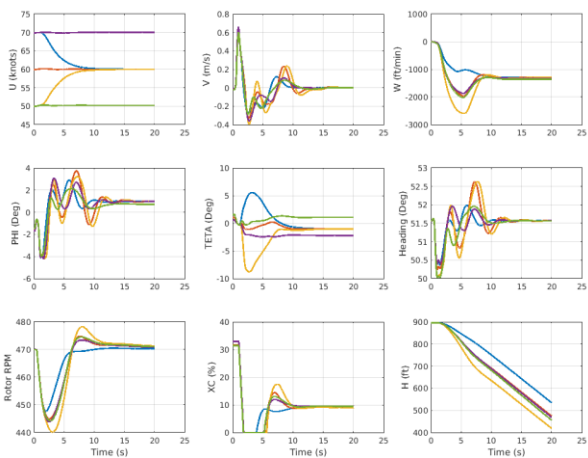 75
70
65
60
55
50
45
U (knots)
0 5 10 15 20 25
0.8
0.6
0.4
0.2
0
-0.2
-0.4
V (m/s)
0 5 10 15 20 25
1000
0
-1000
-2000
-3000
W (ft/min)
0 5 10 15 20 25
4
2
0
-2
-4
-6
PHI (Deg)
0 5 10 15 20 25
10
5
0
-5
-10
TETA (Deg)
0 5 10 15 20 25
53
52.5
52
51.5
51
50.5
50
Heading (Deg)
0 5 10 15 20 25
480
470
460
450
440
Rotor RPM
0 5 10 15 20 25
Time (s)
40
30
20
10
0
XC (%)
0 5 10 15 20 25
Time (s)
900
800
700
600
500
400
H (ft)
0 5 10 15 20 25
Time (s)